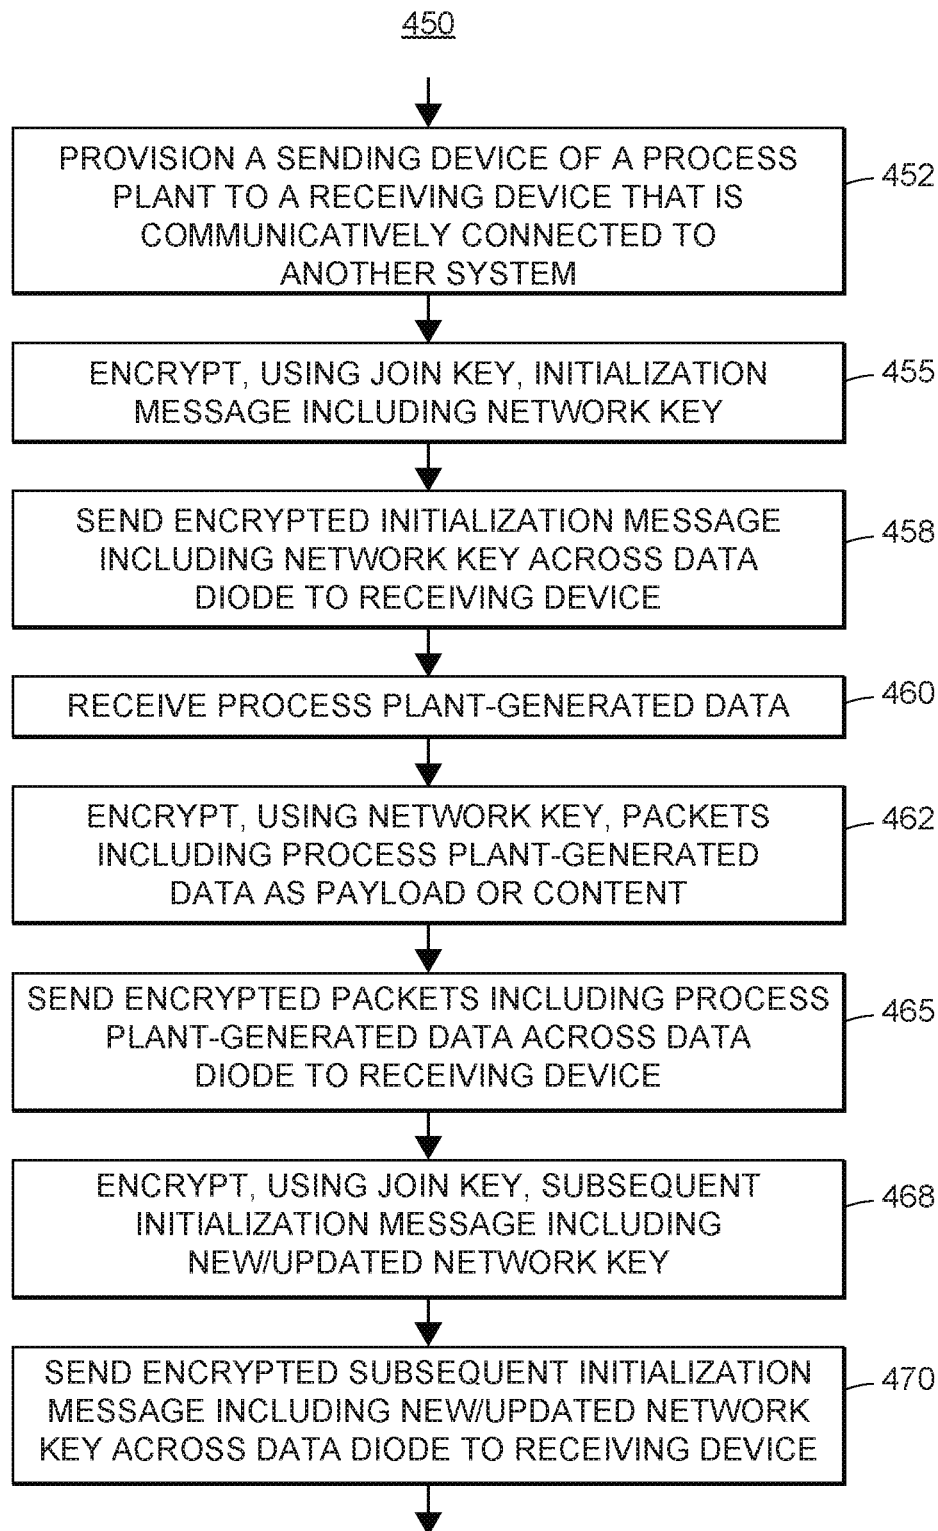 450
PROVISION A SENDING DEVICE OF A PROCESS
PLANT TO A RECEIVING DEVICE THAT IS
COMMUNICATIVELY CONNECTED TO
ANOTHER SYSTEM
452
ENCRYPT, USING JOIN KEY, INITIALIZATION
MESSAGE INCLUDING NETWORK KEY
455
SEND ENCRYPTED INITIALIZATION MESSAGE
INCLUDING NETWORK KEY ACROSS DATA
DIODE TO RECEIVING DEVICE
458
RECEIVE PROCESS PLANT-GENERATED DATA
460
ENCRYPT, USING NETWORK KEY, PACKETS
INCLUDING PROCESS PLANT-GENERATED
DATA AS PAYLOAD OR CONTENT
462
SEND ENCRYPTED PACKETS INCLUDING PROCESS
PLANT-GENERATED DATA ACROSS DATA
DIODE TO RECEIVING DEVICE
465
ENCRYPT, USING JOIN KEY, SUBSEQUENT
INITIALIZATION MESSAGE INCLUDING
NEW/UPDATED NETWORK KEY
468
SEND ENCRYPTED SUBSEQUENT INITIALIZATION
MESSAGE INCLUDING NEW/UPDATED NETWORK
KEY ACROSS DATA DIODE TO RECEIVING DEVICE
470